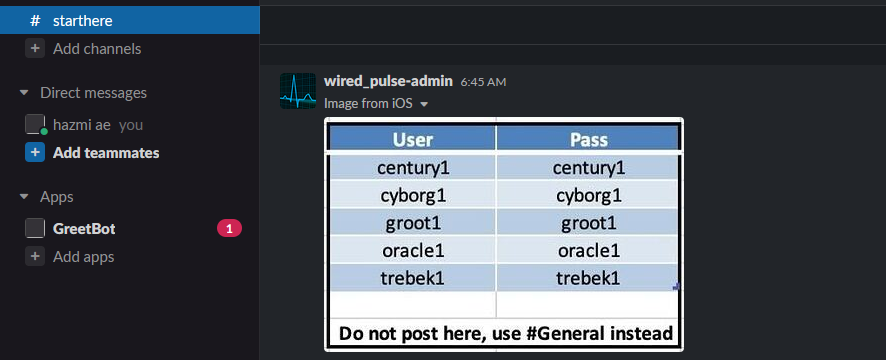 # starthere
+ Add channels
Direct messages
hazmi ae you
+ Add teammates
Apps
GreetBot 1
+ Add apps
wired_pulse-admin 6:45 AM
Image from iOS
User Pass
century1 century1
cyborg1 cyborg1
groot1 groot1
oracle1 oracle1
trebek1 trebek1
Do not post here, use #General instead